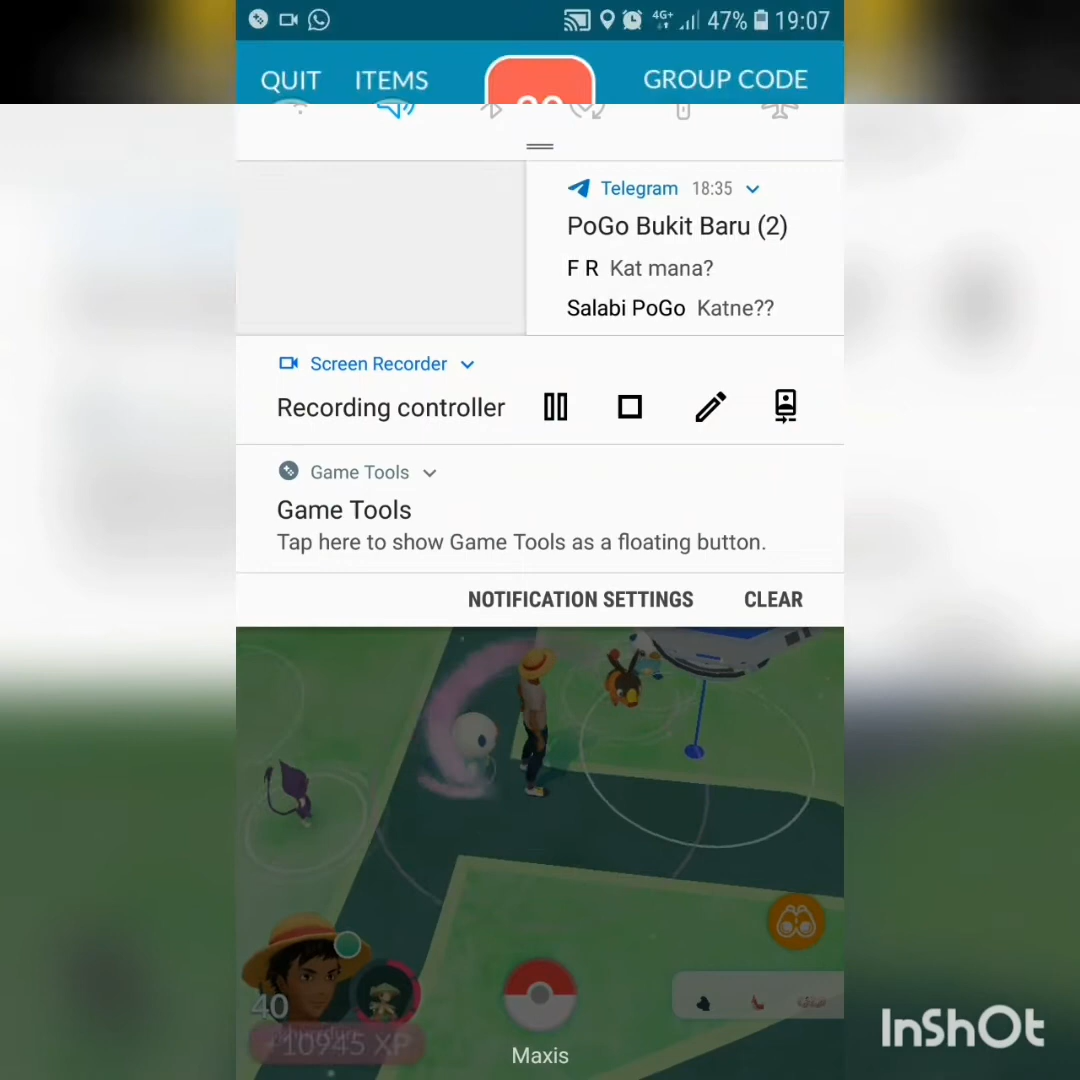 4G+ 47% 19:07
QUIT ITEMS GROUP CODE
Telegram 18:35
PoGo Bukit Baru (2)
F R Kat mana?
Salabi PoGo Katne??
Screen Recorder
Recording controller
Game Tools
Game Tools
Tap here to show Game Tools as a floating button.
NOTIFICATION SETTINGS CLEAR
40
10945 XP
Maxis
InShOt